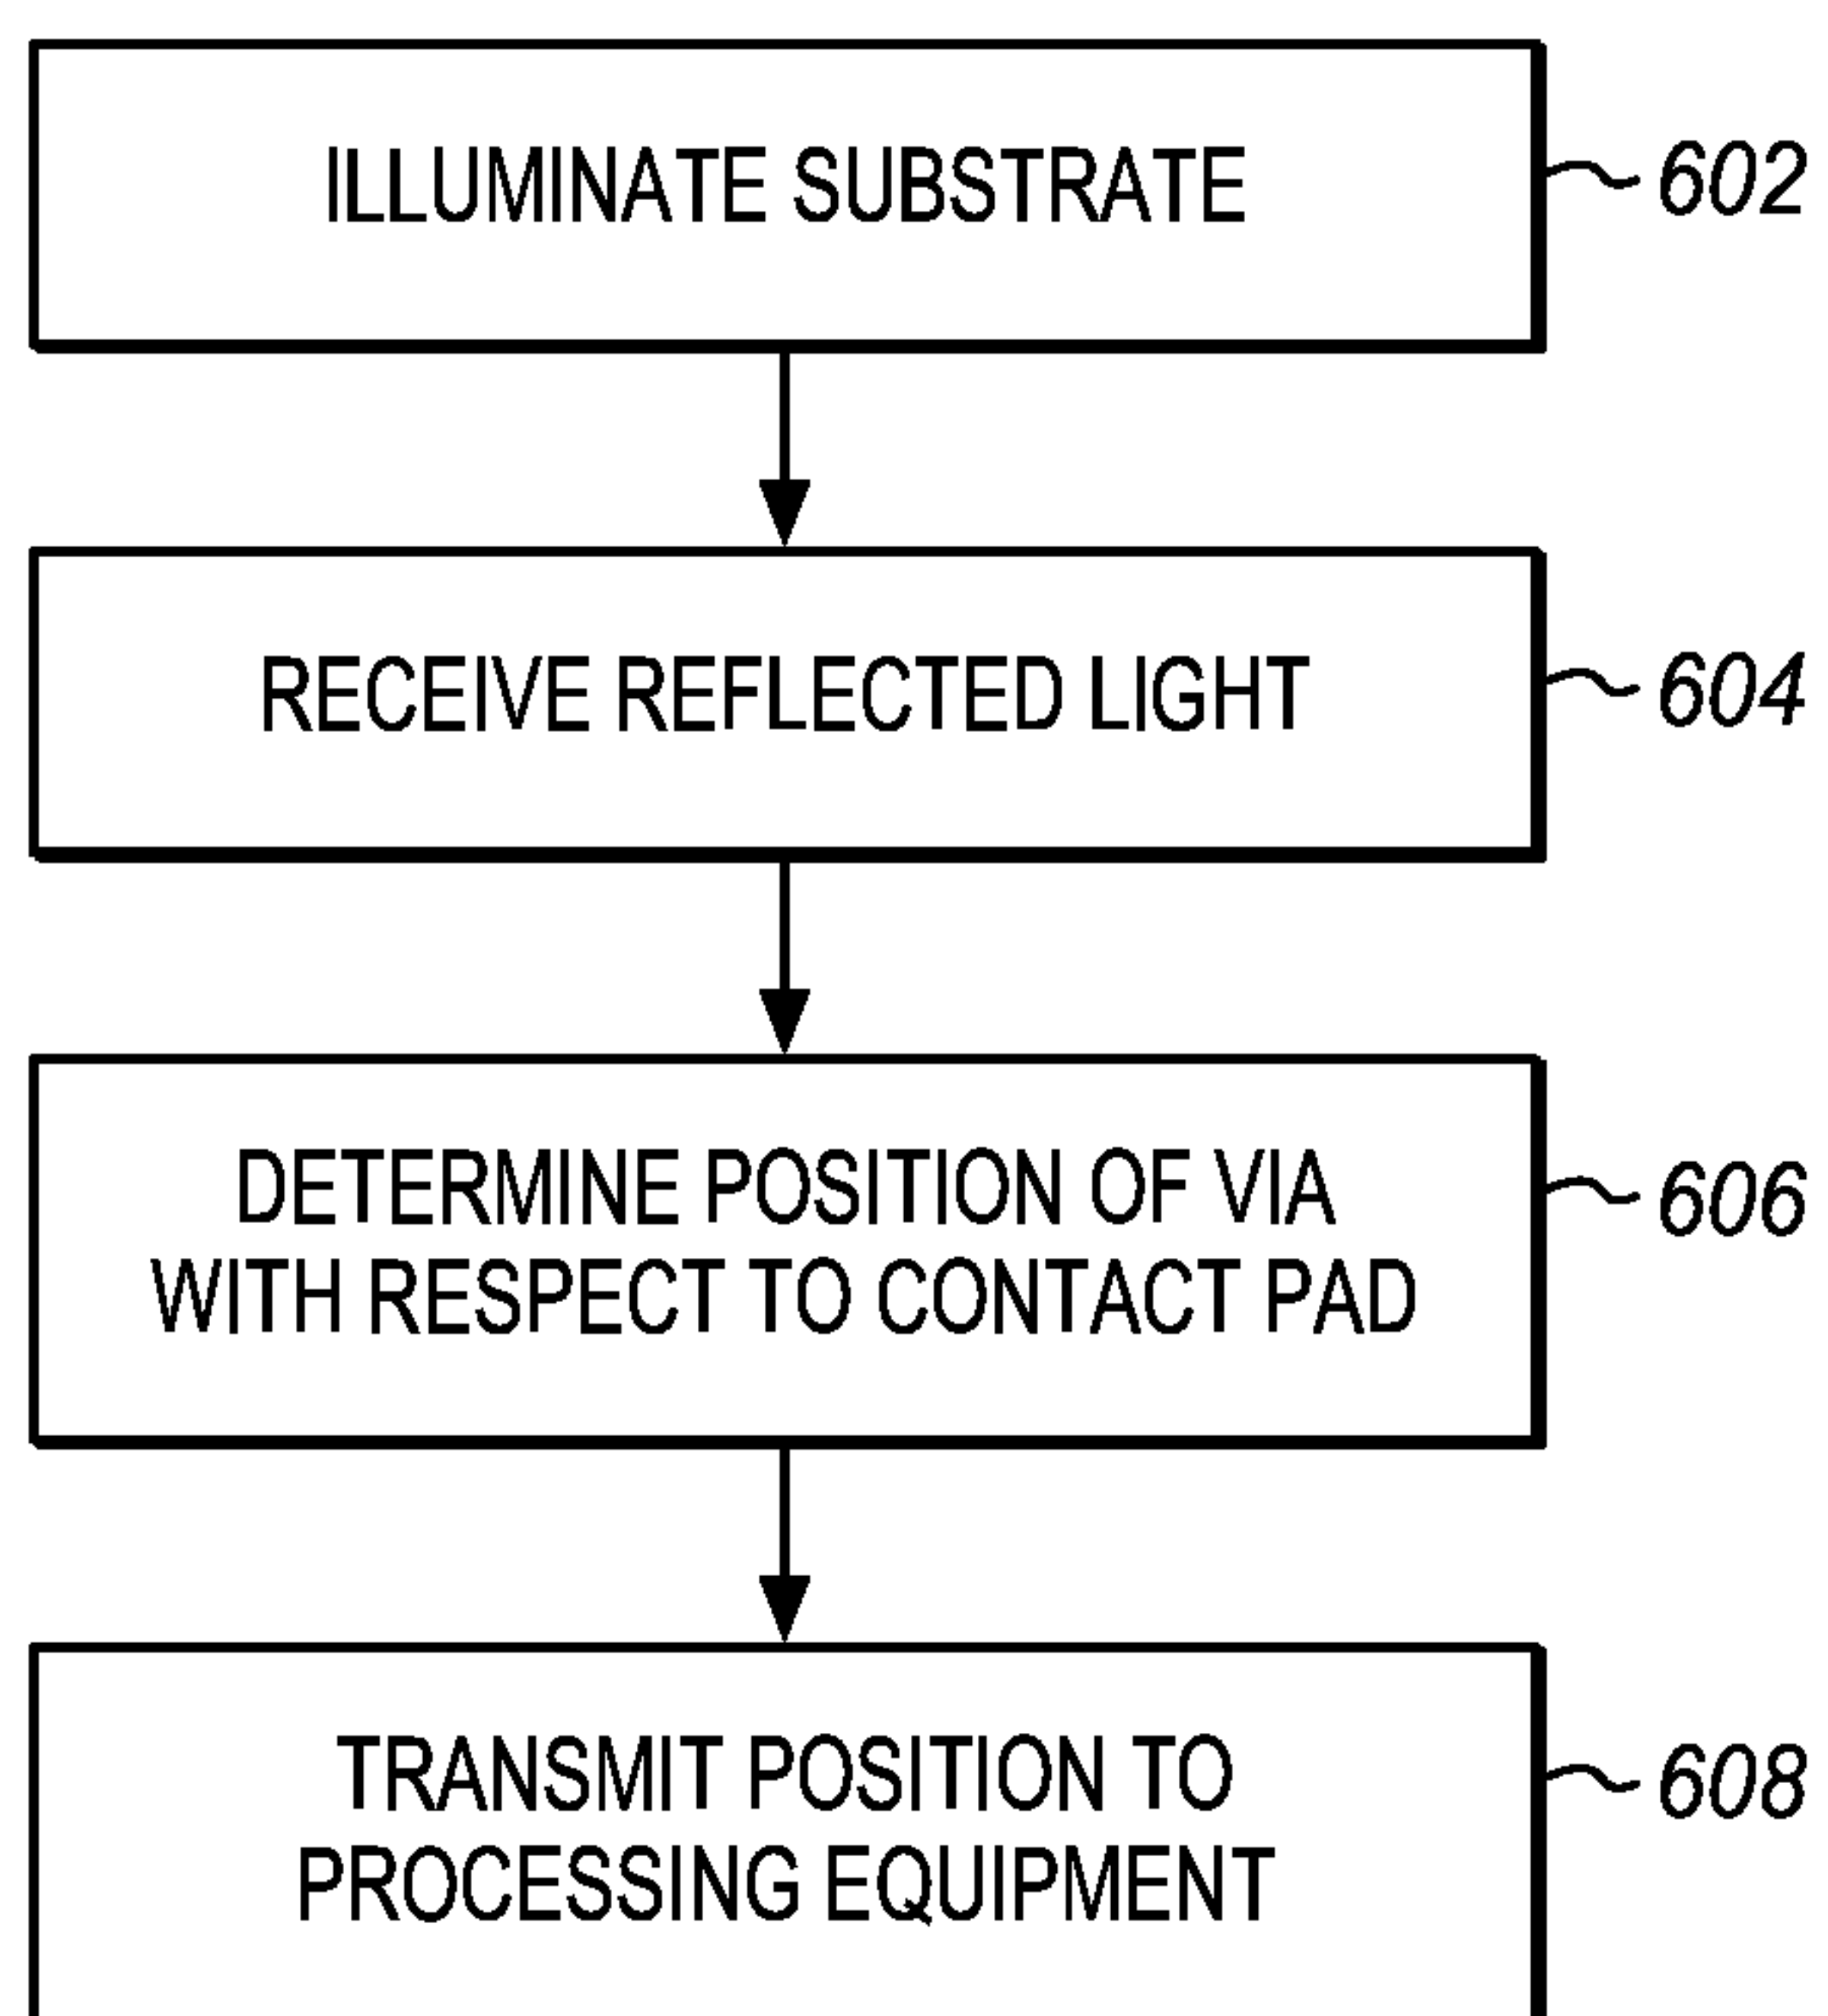 ILLUMINATE SUBSTRATE
602
RECEIVE REFLECTED LIGHT
604
DETERMINE POSITION OF VIA
WITH RESPECT TO CONTACT PAD
606
TRANSMIT POSITION TO
PROCESSING EQUIPMENT
608